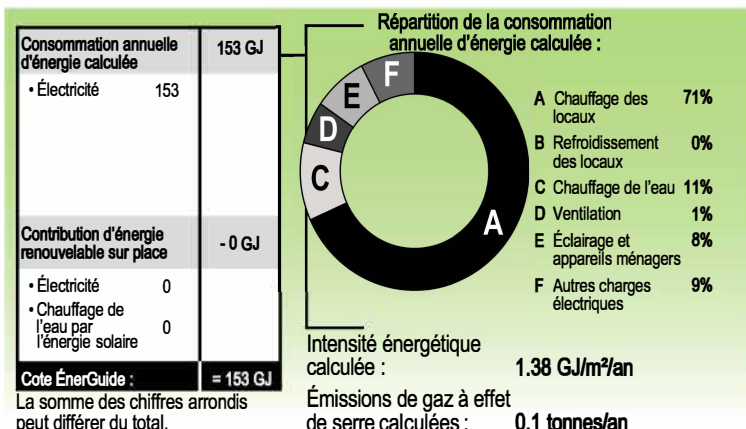 Consommation annuelle
d'énergie calculée
153 GJ
• Électricité 153
Contribution d'énergie
renouvelable sur place
- 0 GJ
• Électricité 0
• Chauffage de
l'eau par
l'énergie solaire
0
Cote ÉnerGuide : = 153 GJ
La somme des chiffres arrondis
peut différer du total.
Répartition de la consommation
annuelle d'énergie calculée :
F
E
D
C
A
A Chauffage des
locaux
71%
B Refroidissement
des locaux
0%
C Chauffage de l'eau 11%
D Ventilation 1%
E Éclairage et
appareils ménagers
8%
F Autres charges
électriques
9%
Intensité énergétique
calculée : 1.38 GJ/m²/an
Émissions de gaz à effet
de serre calculées : 0.1 tonnes/an